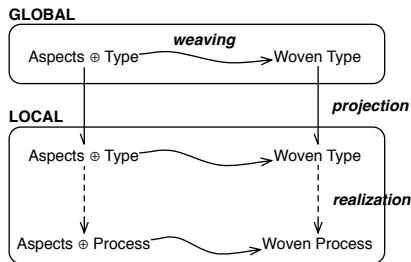 GLOBAL
weaving
Aspects ⊕ Type Woven Type
projection
LOCAL
Aspects ⊕ Type Woven Type
realization
Aspects ⊕ Process Woven Process